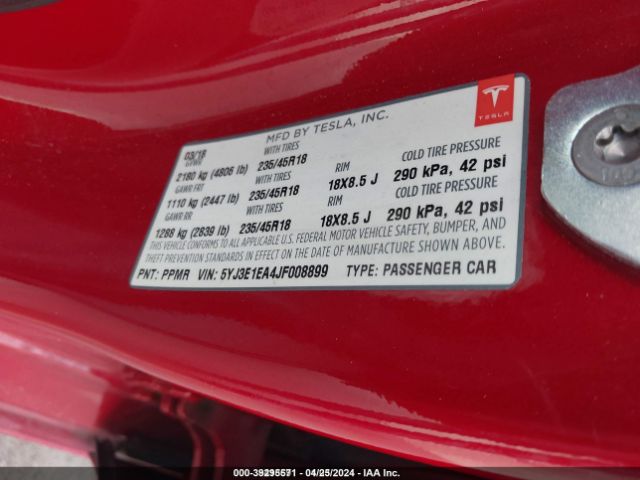 TESLA
MFD BY TESLA, INC.
03/18
GVWR WITH TIRES RIM COLD TIRE PRESSURE
2180 kg (4806 lb) 235/45R18 18X8.5 J 290 kPa, 42 psi
GAWR FRT WITH TIRES RIM COLD TIRE PRESSURE
1110 kg (2447 lb) 235/45R18 18X8.5 J 290 kPa, 42 psi
GAWR RR WITH TIRES
1288 kg (2839 lb) 235/45R18
THIS VEHICLE CONFORMS TO ALL APPLICABLE U.S. FEDERAL MOTOR VEHICLE SAFETY, BUMPER, AND
THEFT PREVENTION STANDARDS IN EFFECT ON THE DATE OF MANUFACTURE SHOWN ABOVE.
PNT: PPMR VIN: 5YJ3E1EA4JF008899 TYPE: PASSENGER CAR
000-39295571 - 04/25/2024 - IAA Inc.